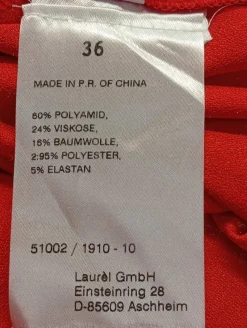 36
MADE IN P.R. OF CHINA
60% POLYAMID,
24% VISKOSE,
16% BAUMWOLLE,
2:95% POLYESTER,
5% ELASTAN
51002 / 1910 - 10
Laurèl GmbH
Einsteinring 28
D-85609 Aschheim